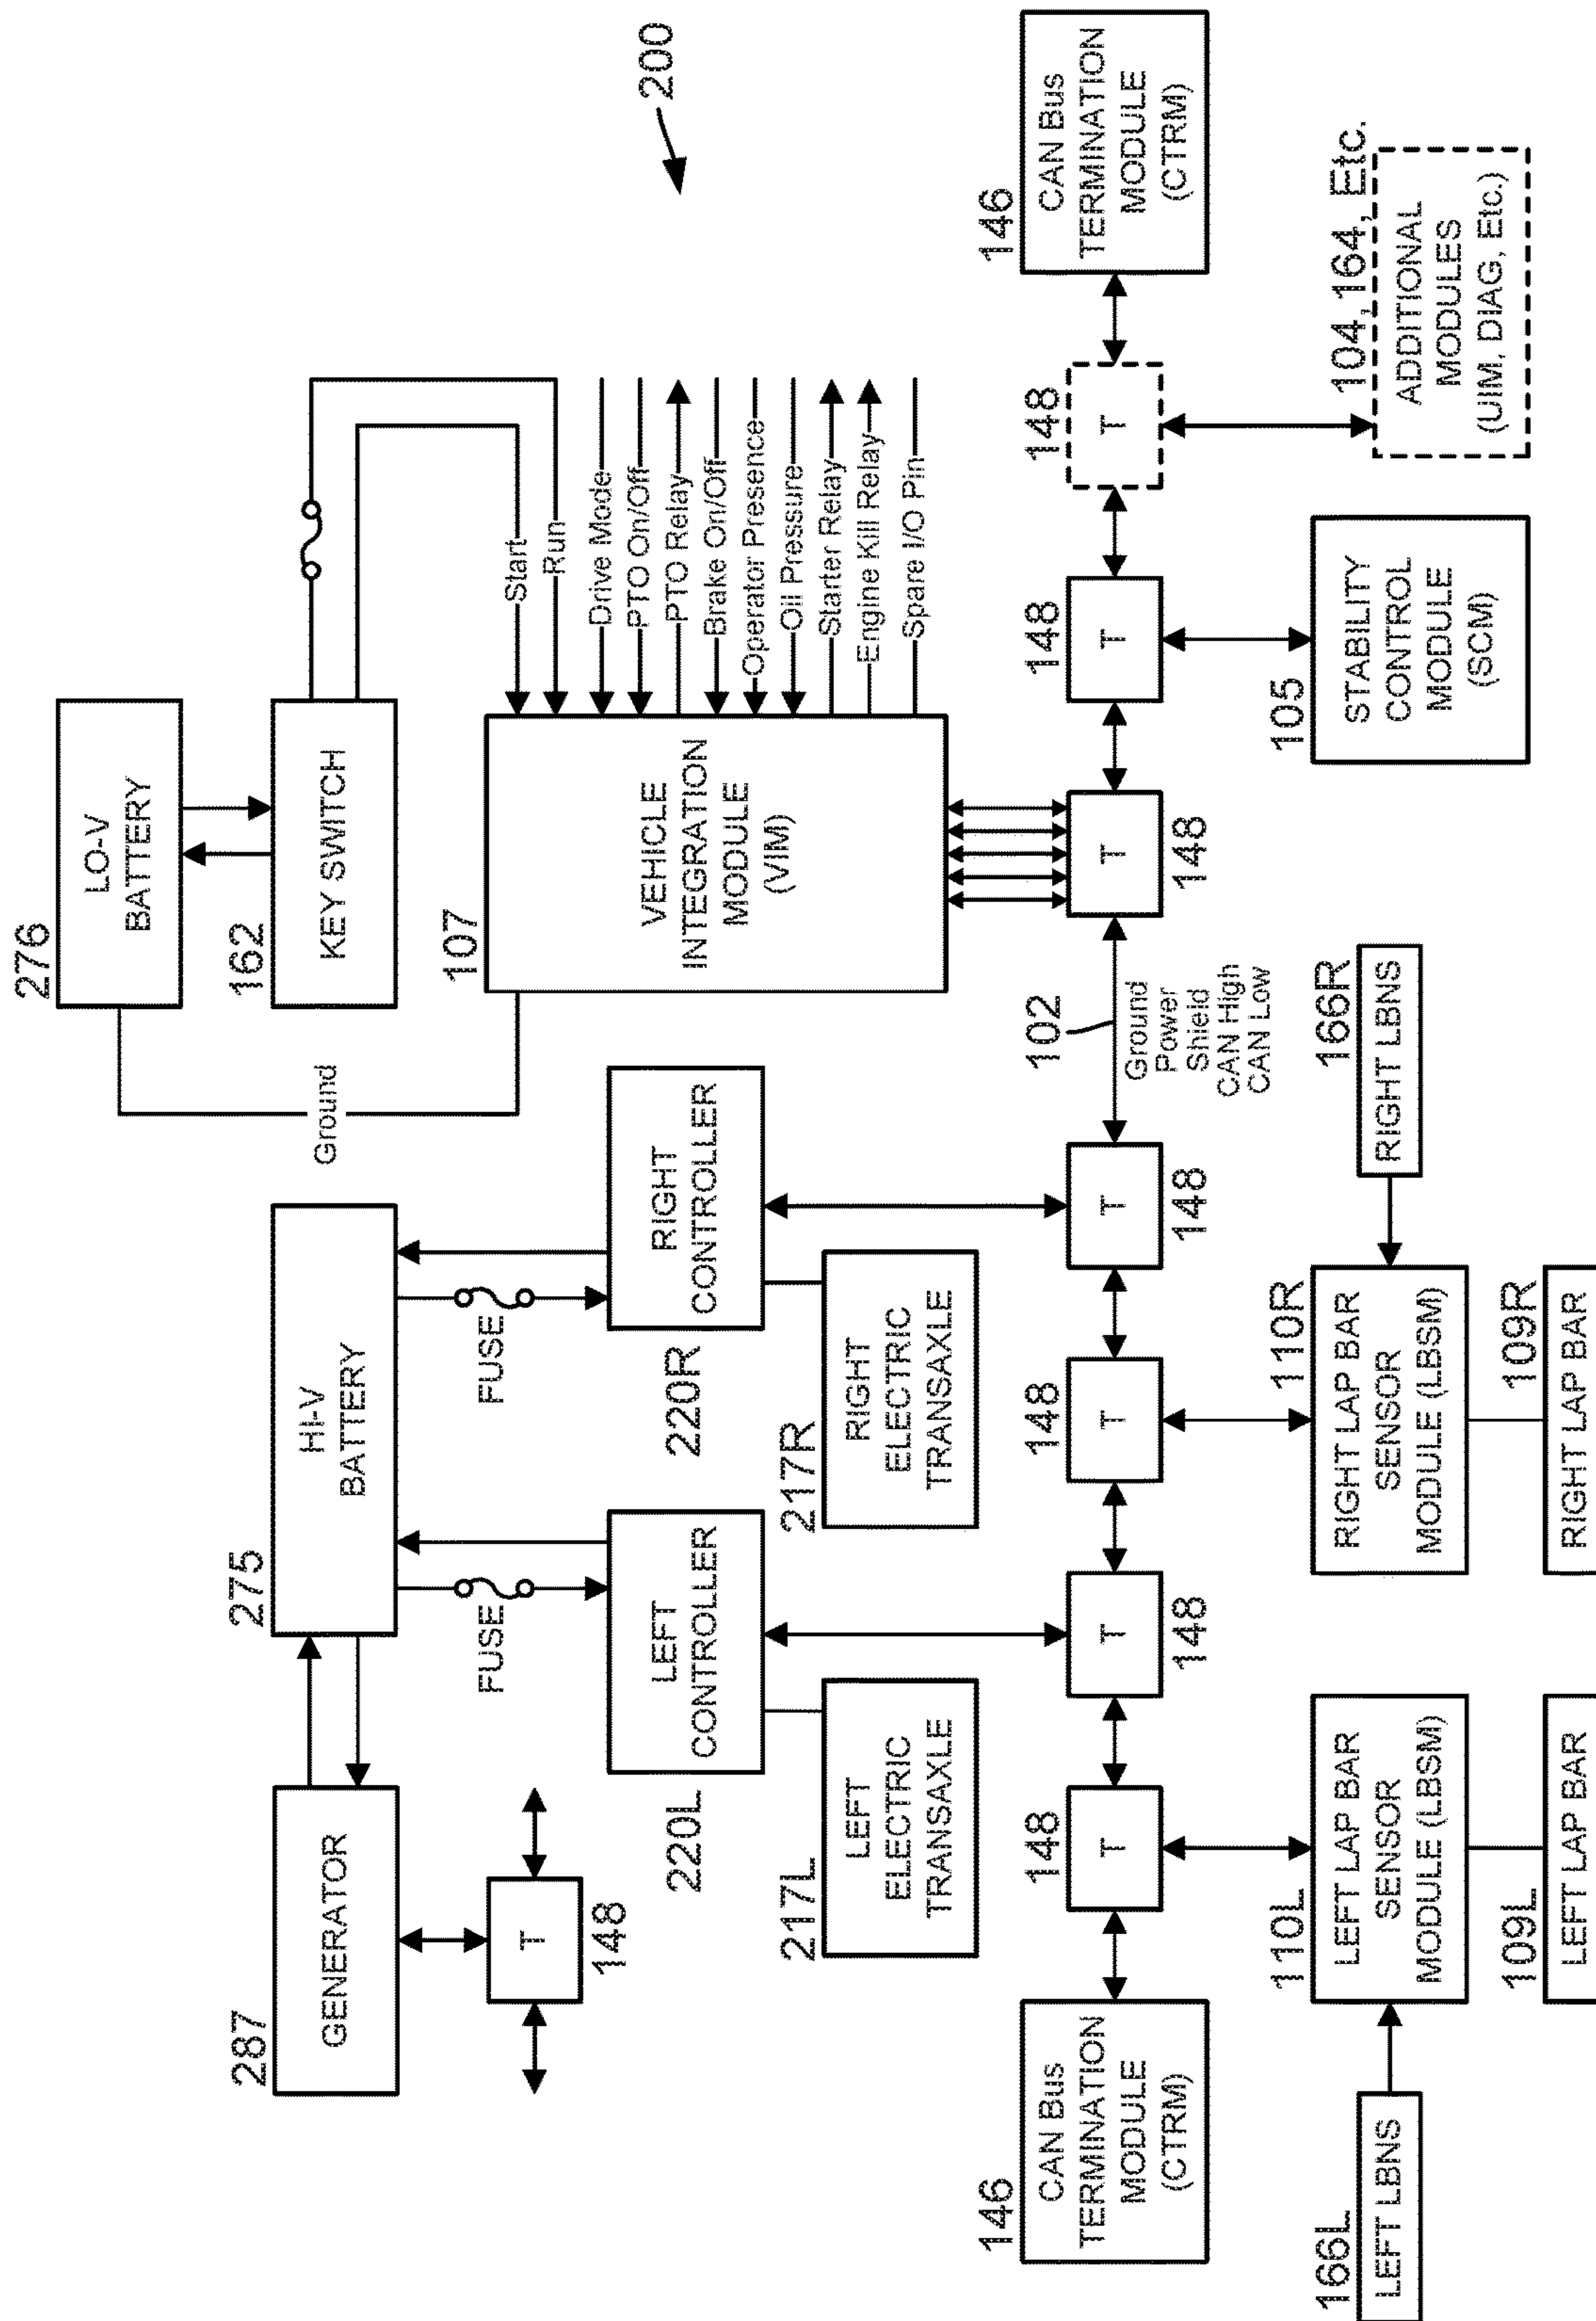 200
276
LO-V
BATTERY
162
KEY SWITCH
Ground
107
VEHICLE
INTEGRATION
MODULE
(VIM)
Start
Run
Drive Mode
PTO On/Off
PTO Relay
Brake On/Off
Operator Presence
Oil Pressure
Starter Relay
Engine Kill Relay
Spare I/O Pin
287
GENERATOR
T
148
275
HI-V
BATTERY
FUSE
FUSE
LEFT
CONTROLLER
220L
RIGHT
CONTROLLER
220R
217L
LEFT
ELECTRIC
TRANSAXLE
217R
RIGHT
ELECTRIC
TRANSAXLE
146
CAN Bus
TERMINATION
MODULE
(CTRM)
148
T
T
148
148
T
T
148
102
Ground
Power
Shield
CAN High
CAN Low
T
148
148
T
148
T
146
CAN Bus
TERMINATION
MODULE
(CTRM)
166L
LEFT LBNS
110L
LEFT LAP BAR
SENSOR
MODULE (LBSM)
109L
LEFT LAP BAR
110R
RIGHT LAP BAR
SENSOR
MODULE (LBSM)
109R
RIGHT LAP BAR
166R
RIGHT LBNS
105
STABILITY
CONTROL
MODULE
(SCM)
104, 164, Etc.
ADDITIONAL
MODULES
(UIM, DIAG, Etc.)